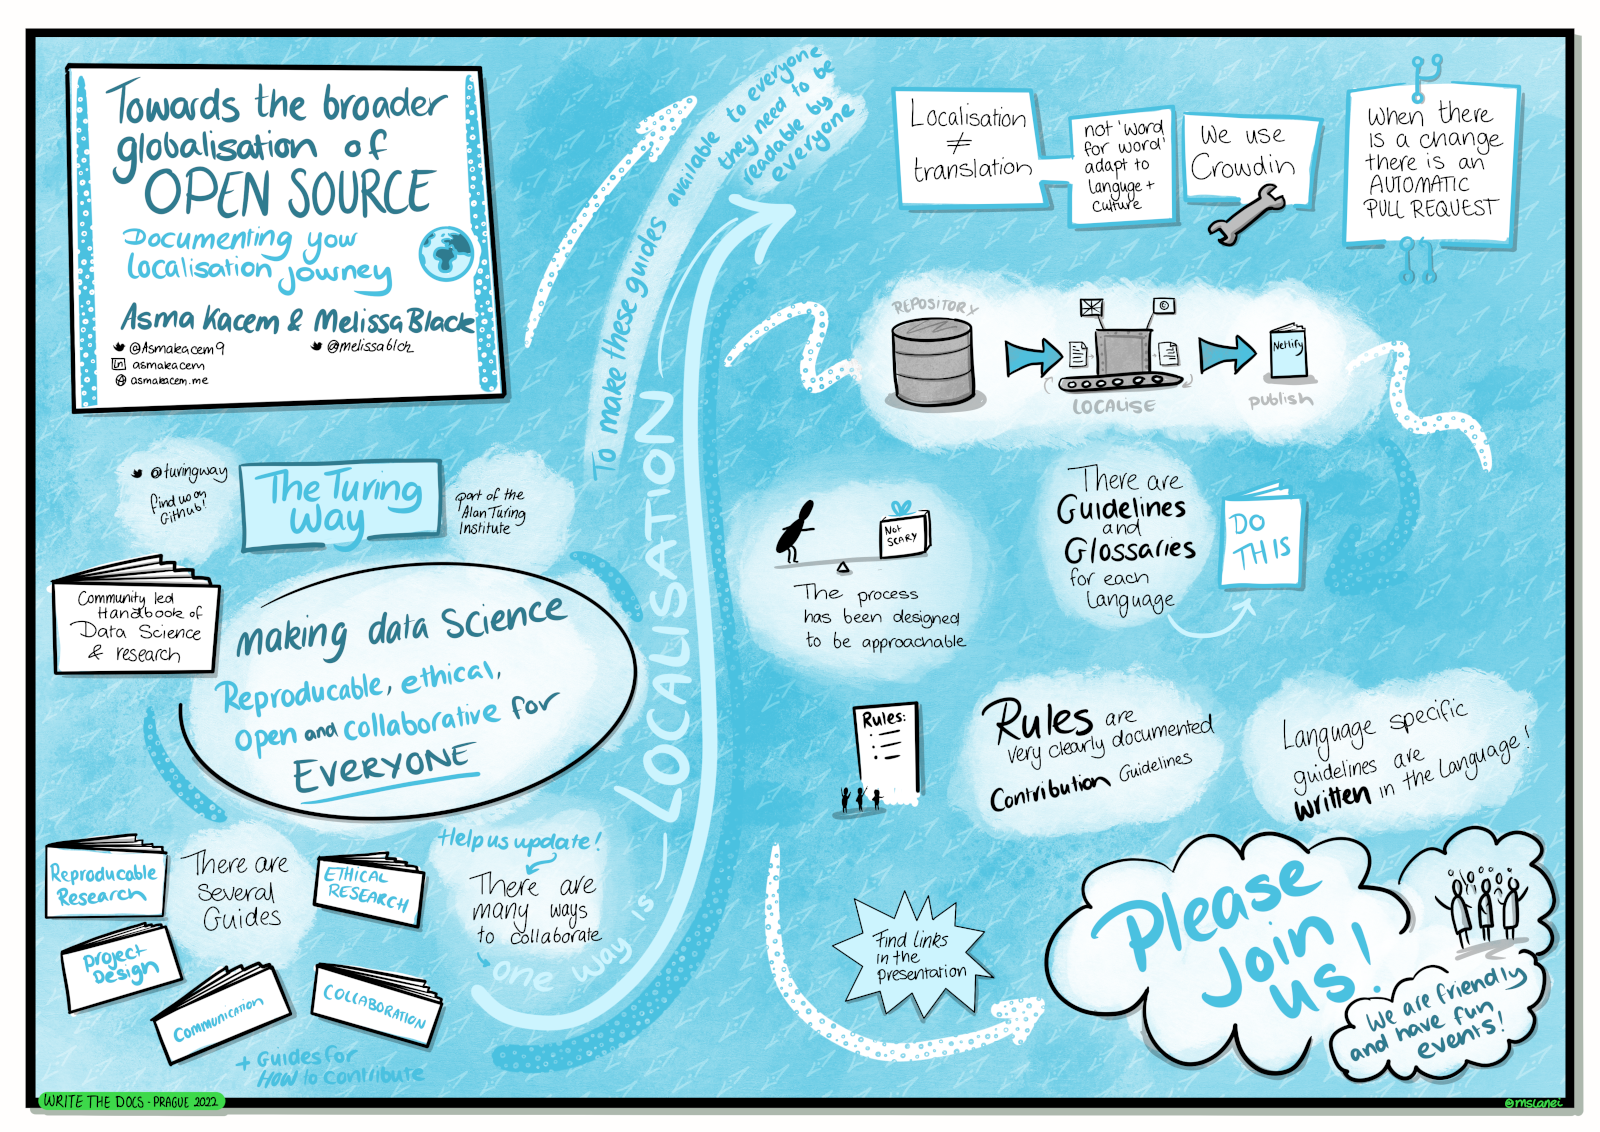 Towards the broader
globalisation of
OPEN SOURCE
Documenting your
localisation journey
Asma Kacem & Melissa Black
@Asmakacem9
@melissablck
in asmakacem
asmakacem.me
@turingway
find us on
Github!
The Turing
Way
part of the
Alan Turing
Institute
Community led
Handbook of
Data Science
& research
making data Science
Reproducable, ethical,
open and collaborative for
EVERYONE
Reproducable
Research
There are
Several
Guides
ETHICAL
RESEARCH
Project
Design
Communication
COLLABORATION
+ Guides for
HOW to contribute
Help us update!
There are
many ways
to collaborate
one way is LOCALISATION
To make these guides available to everyone
they need to be
readable by
everyone
Localisation
≠
translation
not 'word
for word'
adapt to
languge +
culture
We use
Crowdin
When there
is a change
there is an
AUTOMATIC
PULL REQUEST
REPOSITORY
LOCALISE
Netlify
publish
NOT
SCARY
The process
has been designed
to be approachable
There are
Guidelines
and
Glossaries
for each
language
DO
THIS
Rules:
Rules are
very clearly documented
Contribution Guidelines
Language specific
guidelines are
written in the language!
Find links
in the
presentation
Please
Join
us!
We are friendly
and have fun
events!
WRITE THE DOCS - PRAGUE 2022
@mslanei